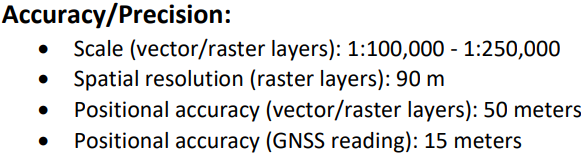 Accuracy/Precision:
• Scale (vector/raster layers): 1:100,000 - 1:250,000
• Spatial resolution (raster layers): 90 m
• Positional accuracy (vector/raster layers): 50 meters
• Positional accuracy (GNSS reading): 15 meters